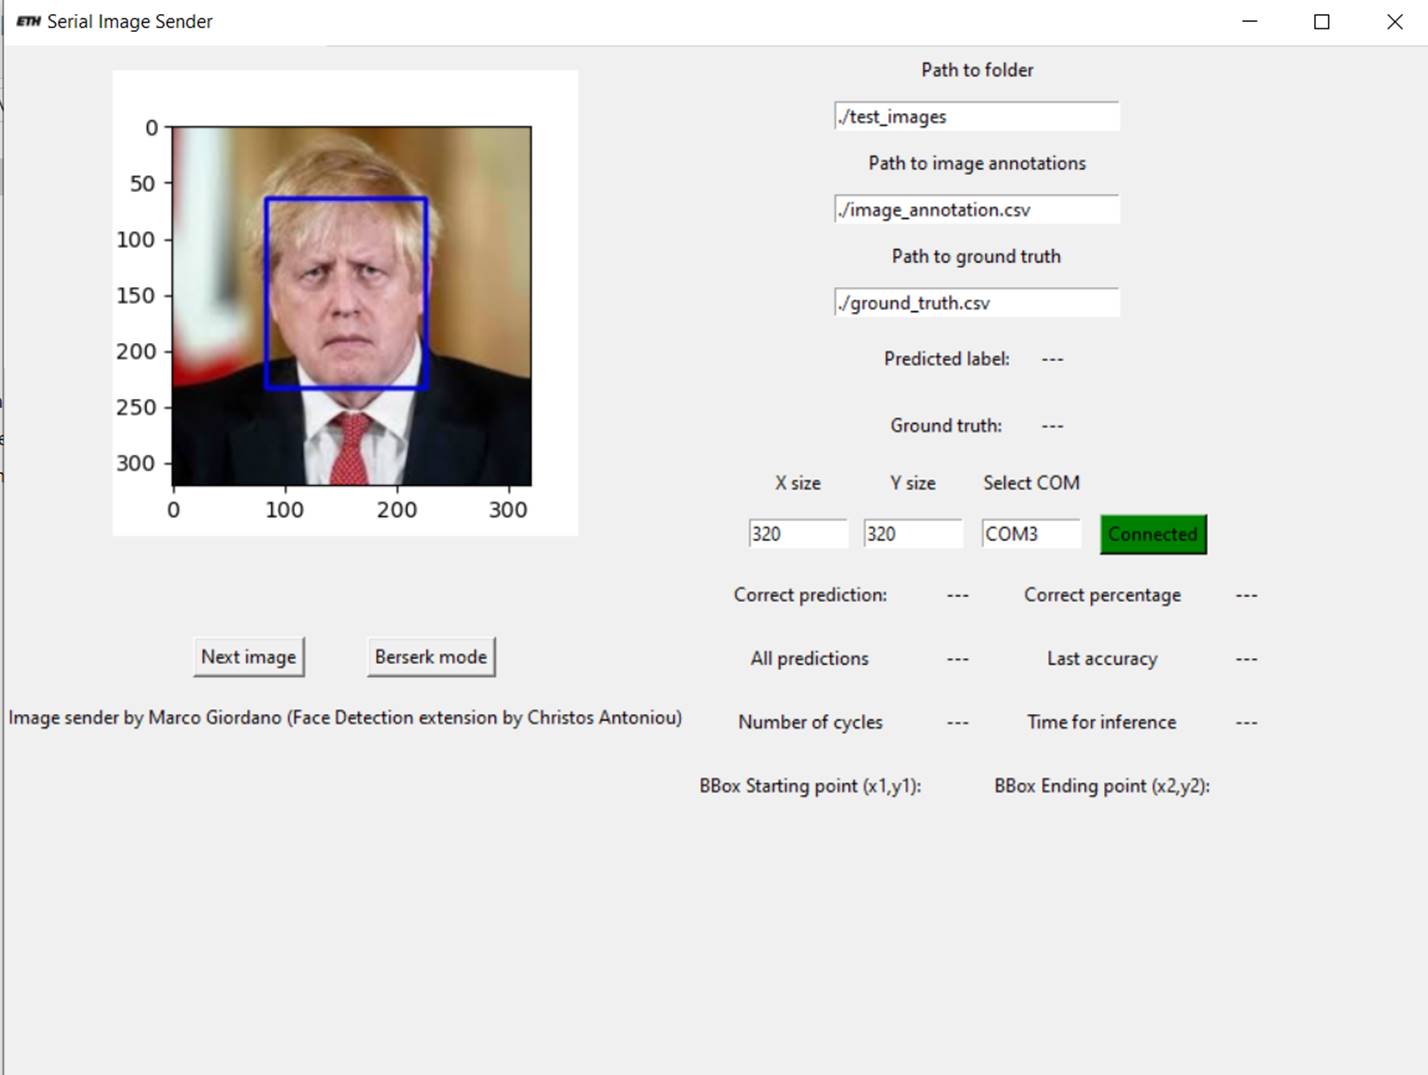 ETH Serial Image Sender
Path to folder
./test_images
Path to image annotations
./image_annotation.csv
Path to ground truth
./ground_truth.csv
Predicted label: ---
Ground truth: ---
X size Y size Select COM
320 320 COM3 Connected
Correct prediction: --- Correct percentage ---
All predictions --- Last accuracy ---
Number of cycles --- Time for inference ---
BBox Starting point (x1,y1): BBox Ending point (x2,y2):
0
50
100
150
200
250
300
0 100 200 300
Next image Berserk mode
Image sender by Marco Giordano (Face Detection extension by Christos Antoniou)